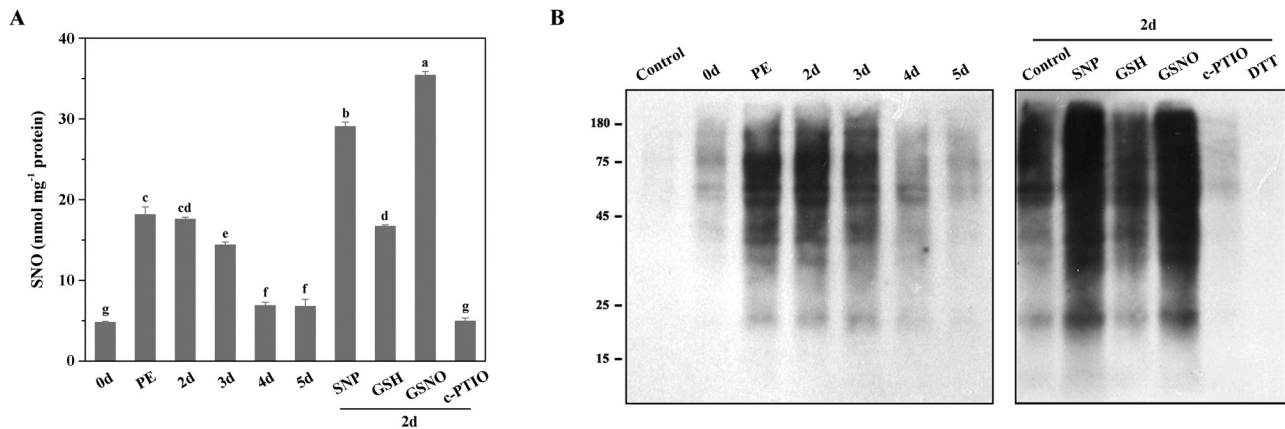 A
SNO (nmol mg⁻¹ protein)
40
30
20
10
0
g
c
cd
e
f
f
b
d
a
g
0d PE 2d 3d 4d 5d SNP GSH GSNO c-PTIO
2d
B
Control 0d PE 2d 3d 4d 5d
180
75
45
25
15
2d
Control SNP GSH GSNO c-PTIO DTT